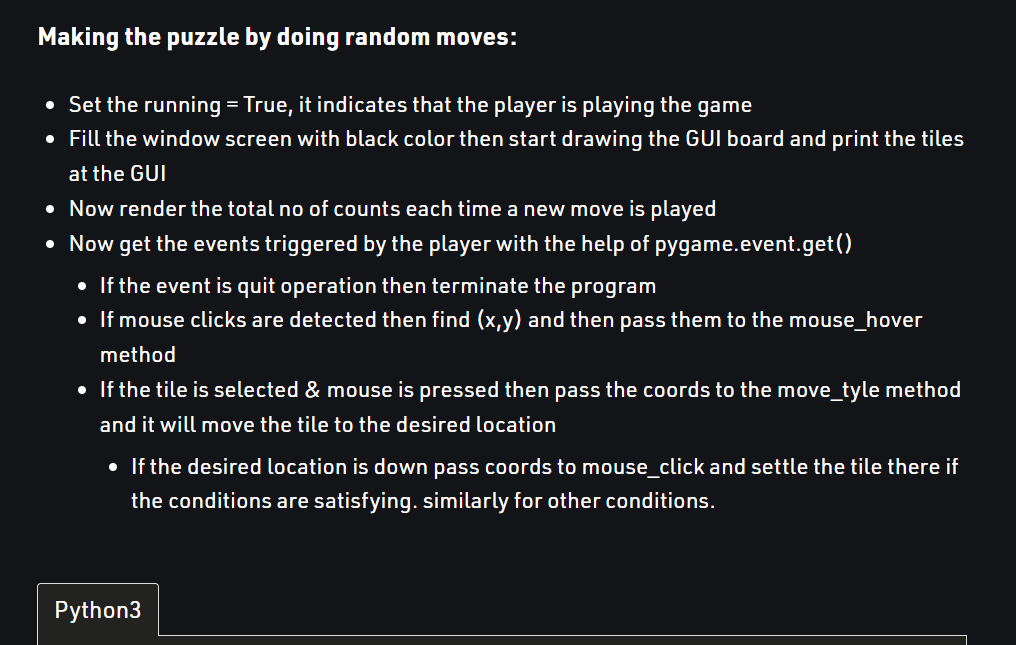 Making the puzzle by doing random moves:
Set the running = True, it indicates that the player is playing the game
Fill the window screen with black color then start drawing the GUI board and print the tiles
at the GUI
Now render the total no of counts each time a new move is played
Now get the events triggered by the player with the help of pygame.event.get()
If the event is quit operation then terminate the program
If mouse clicks are detected then find (x,y) and then pass them to the mouse_hover
method
If the tile is selected & mouse is pressed then pass the coords to the move_tyle method
and it will move the tile to the desired location
If the desired location is down pass coords to mouse_click and settle the tile there if
the conditions are satisfying. similarly for other conditions.
Python3